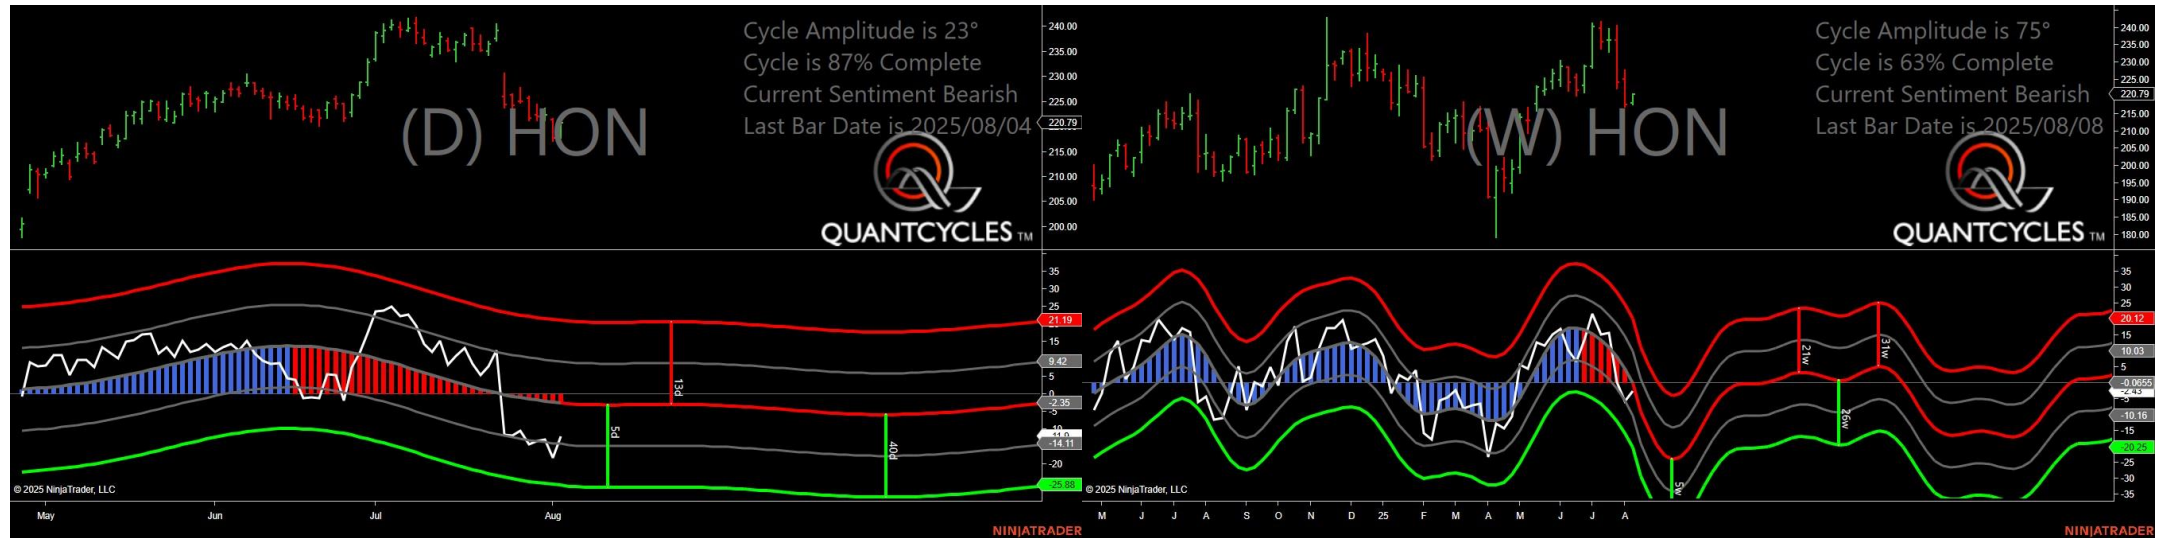 Cycle Amplitude is 23°
Cycle is 87% Complete
Current Sentiment Bearish
Last Bar Date is 2025/08/04
(D) HON
QUANTCYCLES TM
240.00
235.00
230.00
225.00
220.79
215.00
210.00
205.00
200.00
35
30
25
21.19
15
9.42
5
0
-2.35
-5
-10
-14.11
-20
-25.88
13d
5d
40d
© 2025 NinjaTrader, LLC
May Jun Jul Aug
NINJATRADER
Cycle Amplitude is 75°
Cycle is 63% Complete
Current Sentiment Bearish
Last Bar Date is 2025/08/08
(W) HON
QUANTCYCLES TM
240.00
235.00
230.00
225.00
220.79
215.00
210.00
205.00
200.00
195.00
190.00
185.00
180.00
35
30
25
20.12
15
10.03
5
-0.0655
-5
-10.16
-15
-20.25
-25
-30
-35
21w
31w
26w
5w
© 2025 NinjaTrader, LLC
M J J A S O N D 25 F M A M J J A
NINJATRADER